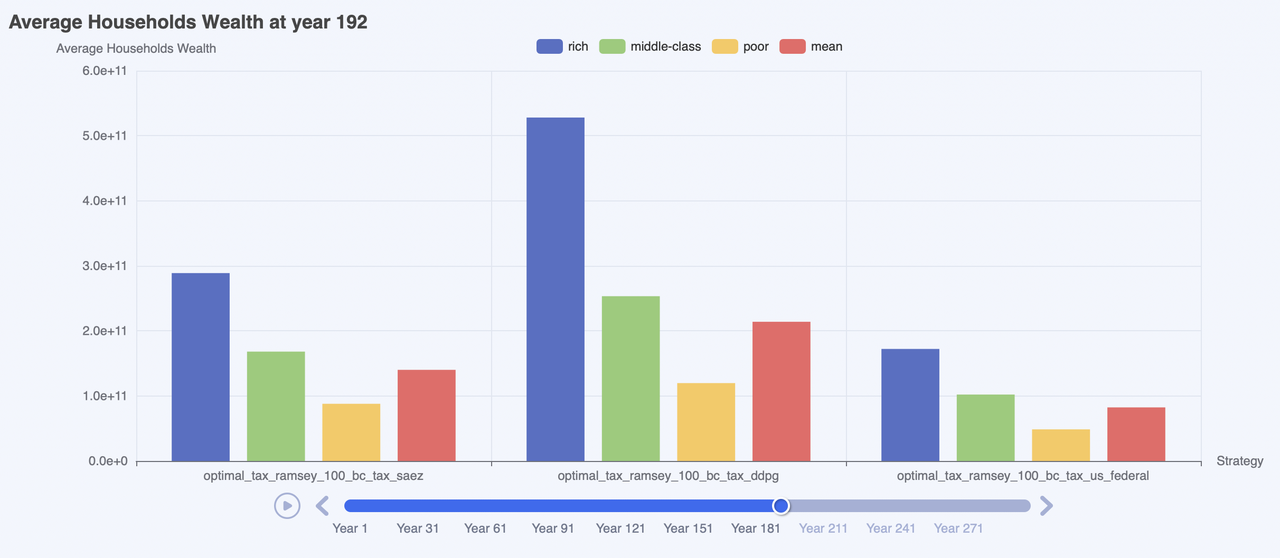 Average Households Wealth at year 192
Average Households Wealth
rich middle-class poor mean
6.0e+11
5.0e+11
4.0e+11
3.0e+11
2.0e+11
1.0e+11
0.0e+0
optimal_tax_ramsey_100_bc_tax_saez optimal_tax_ramsey_100_bc_tax_ddpg optimal_tax_ramsey_100_bc_tax_us_federal
Strategy
Year 1 Year 31 Year 61 Year 91 Year 121 Year 151 Year 181 Year 211 Year 241 Year 271